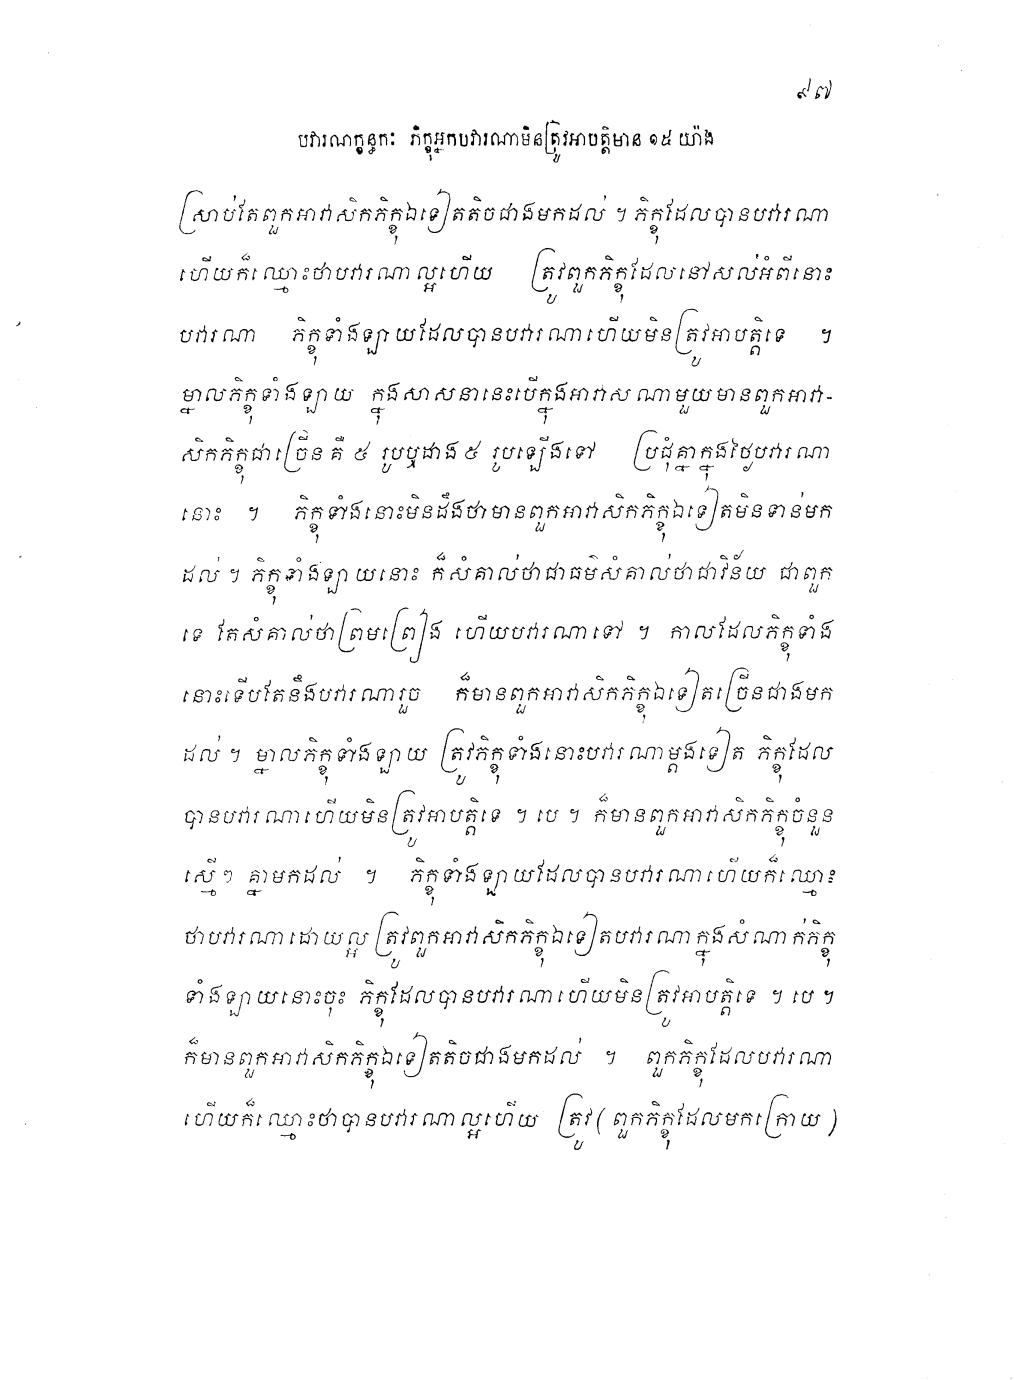 ៩៧
បវារណក្ខន្ធកៈ ភិក្ខុអ្នកបវារណាមិនត្រូវអាបត្តិមាន ១៥ យ៉ាង
ស្រាប់តែពួកអាវាសិកភិក្ខុឯទៀតតិចជាងមកដល់ ។ ភិក្ខុដែលបានបវារណា
ហើយក៏ឈ្មោះថាបវារណាល្អហើយ ត្រូវពួកភិក្ខុដែលនៅសល់អំពីនោះ
បវារណា ភិក្ខុទាំងឡាយដែលបានបវារណាហើយមិនត្រូវអាបត្តិទេ ។
ម្នាលភិក្ខុទាំងឡាយ ក្នុងសាសនានេះបើក្នុងអាវាសណាមួយមានពួកអាវា-
សិកភិក្ខុជាច្រើន គឺ ៥ រូបឬជាង ៥ រូបឡើងទៅ ប្រជុំគ្នាក្នុងថ្ងៃបវារណា
នោះ ។ ភិក្ខុទាំងនោះមិនដឹងថាមានពួកអាវាសិកភិក្ខុឯទៀតមិនទាន់មក
ដល់ ។ ភិក្ខុទាំងឡាយនោះ ក៏សំគាល់ថាជាធម៌សំគាល់ថាជាវិន័យ ជាពួក
ទេ តែសំគាល់ថាព្រមព្រៀង ហើយបវារណាទៅ ។ កាលដែលភិក្ខុទាំង
នោះទើបតែនឹងបវារណារួច ក៏មានពួកអាវាសិកភិក្ខុឯទៀតច្រើនជាងមក
ដល់ ។ ម្នាលភិក្ខុទាំងឡាយ ត្រូវភិក្ខុទាំងនោះបវារណាម្តងទៀត ភិក្ខុដែល
បានបវារណាហើយមិនត្រូវអាបត្តិទេ ។ បេ ។ ក៏មានពួកអាវាសិកភិក្ខុចំនួន
ស្មើៗ គ្នាមកដល់ ។ ភិក្ខុទាំងឡាយដែលបានបវារណាហើយក៏ឈ្មោះ
ថាបវារណាដោយល្អ ត្រូវពួកអាវាសិកភិក្ខុឯទៀតបវារណាក្នុងសំណាក់ភិក្ខុ
ទាំងឡាយនោះចុះ ភិក្ខុដែលបានបវារណាហើយមិនត្រូវអាបត្តិទេ ។ បេ ។
ក៏មានពួកអាវាសិកភិក្ខុឯទៀតតិចជាងមកដល់ ។ ពួកភិក្ខុដែលបវារណា
ហើយក៏ឈ្មោះថាបានបវារណាល្អហើយ ត្រូវ ( ពួកភិក្ខុដែលមកក្រោយ )